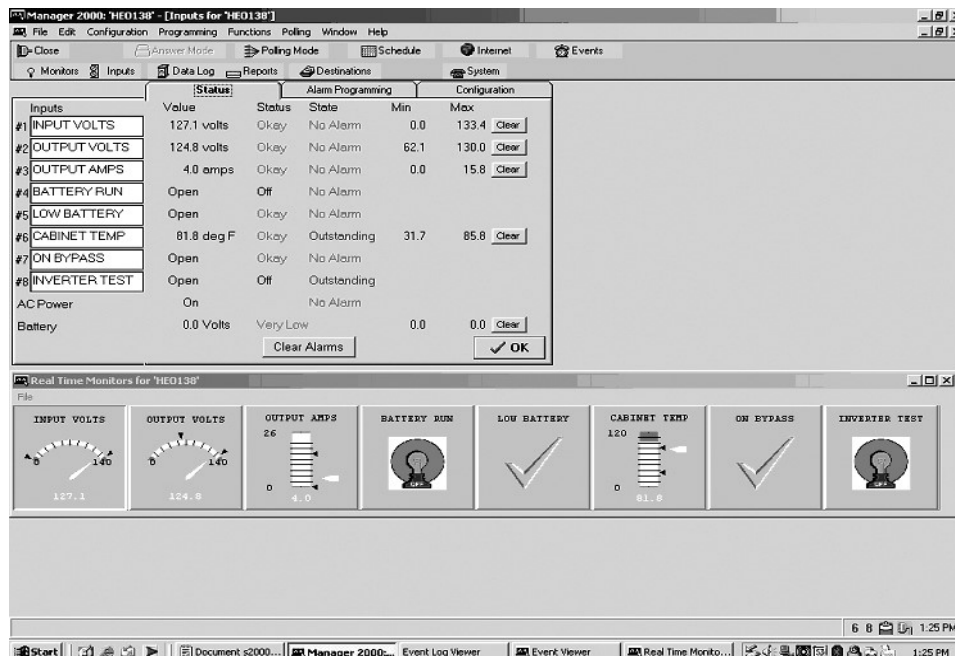 Manager 2000: 'HEO138' - [Inputs for 'HEO138']
File Edit Configuration Programming Functions Polling Window Help
Close Answer Mode Polling Mode Schedule Internet Events
Monitors Inputs Data Log Reports Destinations System
Status Alarm Programming Configuration
Inputs Value Status State Min Max
#1 INPUT VOLTS 127.1 volts Okay No Alarm 0.0 133.4 Clear
#2 OUTPUT VOLTS 124.8 volts Okay No Alarm 62.1 130.0 Clear
#3 OUTPUT AMPS 4.0 amps Okay No Alarm 0.0 15.8 Clear
#4 BATTERY RUN Open Off No Alarm
#5 LOW BATTERY Open Okay No Alarm
#6 CABINET TEMP 81.8 deg F Okay Outstanding 31.7 85.8 Clear
#7 ON BYPASS Open Okay No Alarm
#8 INVERTER TEST Open Off Outstanding
AC Power On No Alarm
Battery 0.0 Volts Very Low 0.0 0.0 Clear
Clear Alarms OK
Real Time Monitors for 'HEO138'
File
INPUT VOLTS OUTPUT VOLTS OUTPUT AMPS BATTERY RUN LOW BATTERY CABINET TEMP ON BYPASS INVERTER TEST
26 120
0 140 0 140 OFF OFF
0 0
127.1 124.8 4.0 81.8
6 8 1:25 PM
Start Document s2000... Manager 2000:... Event Log Viewer Event Viewer Real Time Monito... 1:25 PM